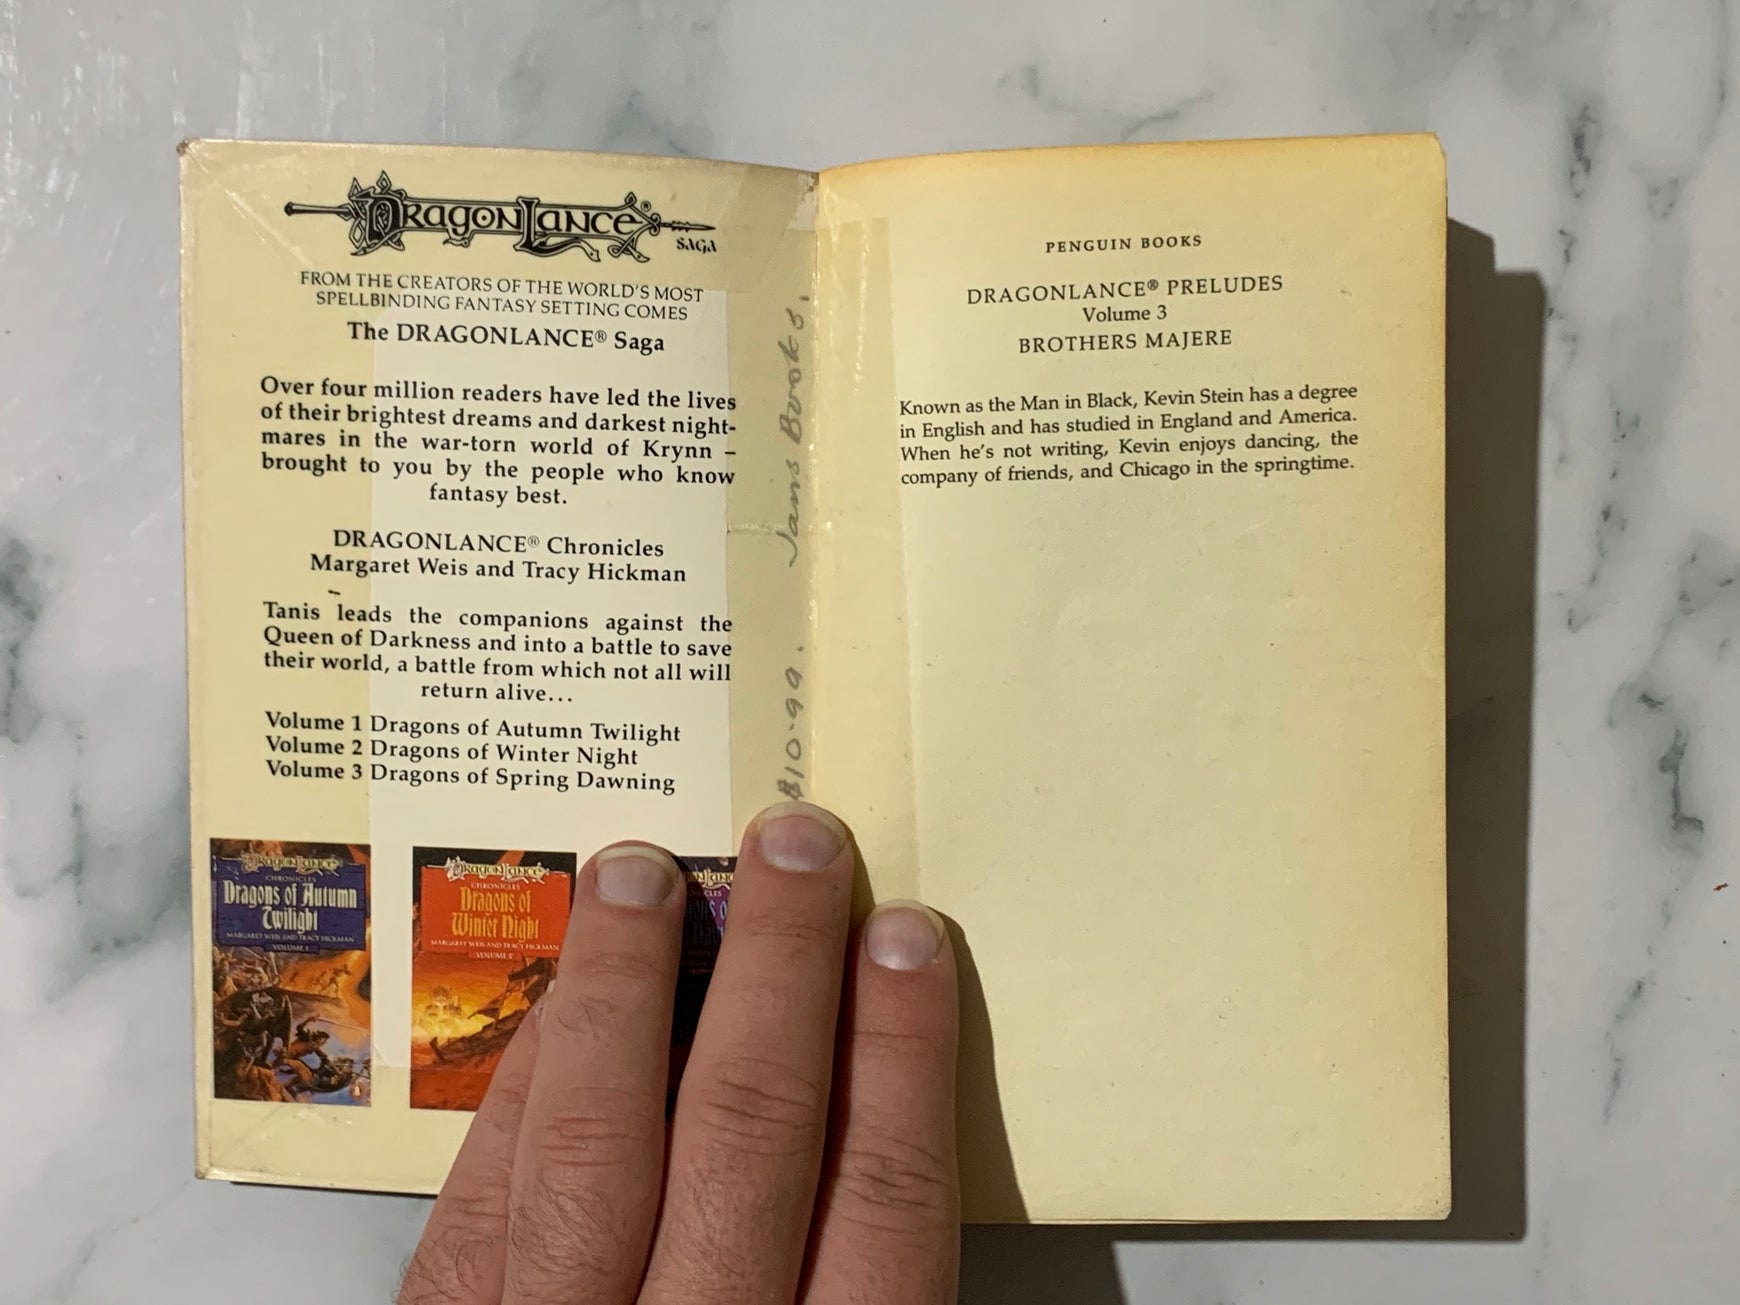 DRAGONLANCE®
SAGA
FROM THE CREATORS OF THE WORLD'S MOST
SPELLBINDING FANTASY SETTING COMES
The DRAGONLANCE® Saga
Over four million readers have led the lives
of their brightest dreams and darkest night-
mares in the war-torn world of Krynn –
brought to you by the people who know
fantasy best.
DRAGONLANCE® Chronicles
Margaret Weis and Tracy Hickman
Tanis leads the companions against the
Queen of Darkness and into a battle to save
their world, a battle from which not all will
return alive...
Volume 1 Dragons of Autumn Twilight
Volume 2 Dragons of Winter Night
Volume 3 Dragons of Spring Dawning
DRAGONLANCE
CHRONICLES
Dragons of Autumn
Twilight
MARGARET WEIS AND TRACY HICKMAN
VOLUME 1
DRAGONLANCE
CHRONICLES
Dragons of
Winter Night
MARGARET WEIS AND TRACY HICKMAN
VOLUME 2
$10.99. Jans Books.
PENGUIN BOOKS
DRAGONLANCE® PRELUDES
Volume 3
BROTHERS MAJERE
Known as the Man in Black, Kevin Stein has a degree
in English and has studied in England and America.
When he's not writing, Kevin enjoys dancing, the
company of friends, and Chicago in the springtime.